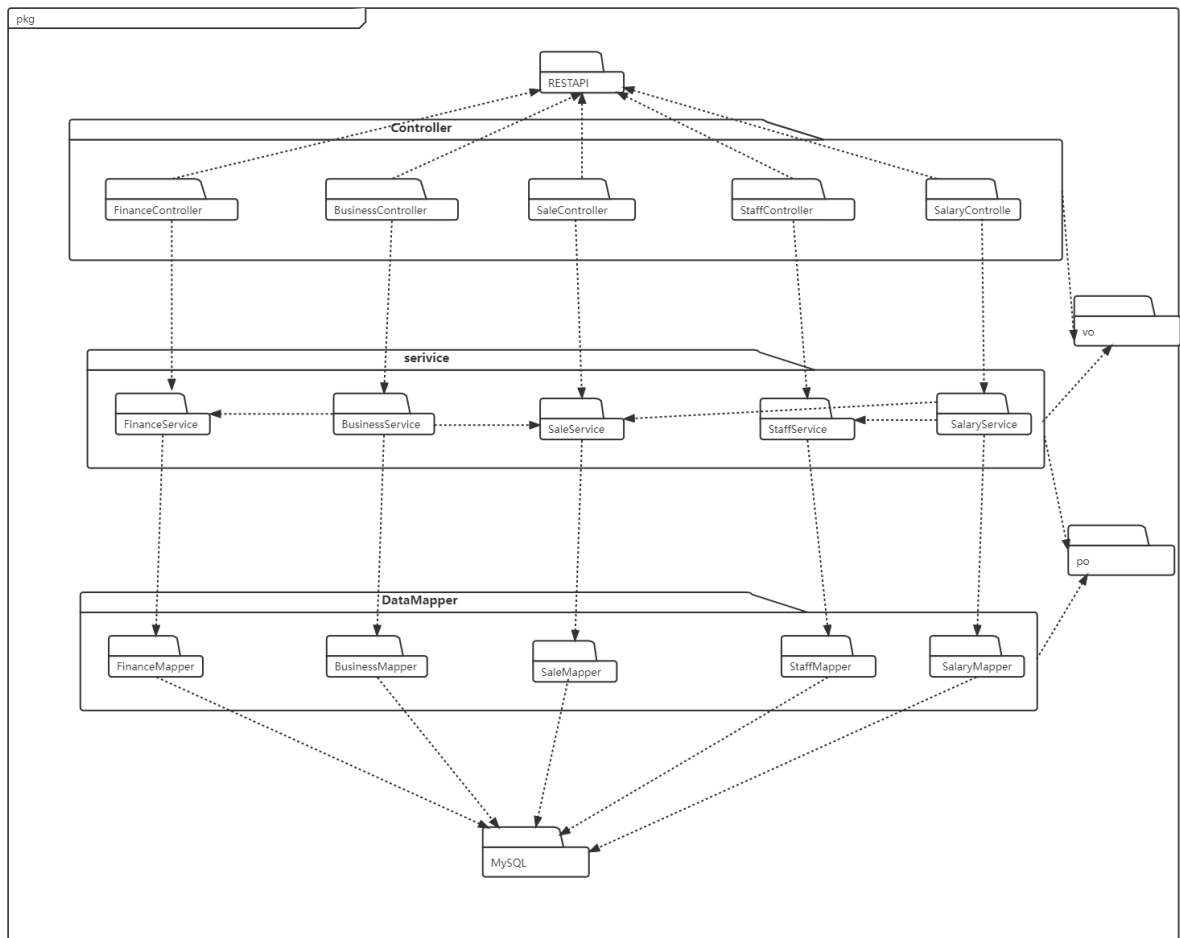 pkg
RESTAPI
Controller
FinanceController
BusinessController
SaleController
StaffController
SalaryControlle
vo
serivice
FinanceService
BusinessService
SaleService
StaffService
SalaryService
po
DataMapper
FinanceMapper
BusinessMapper
SaleMapper
StaffMapper
SalaryMapper
MySQL